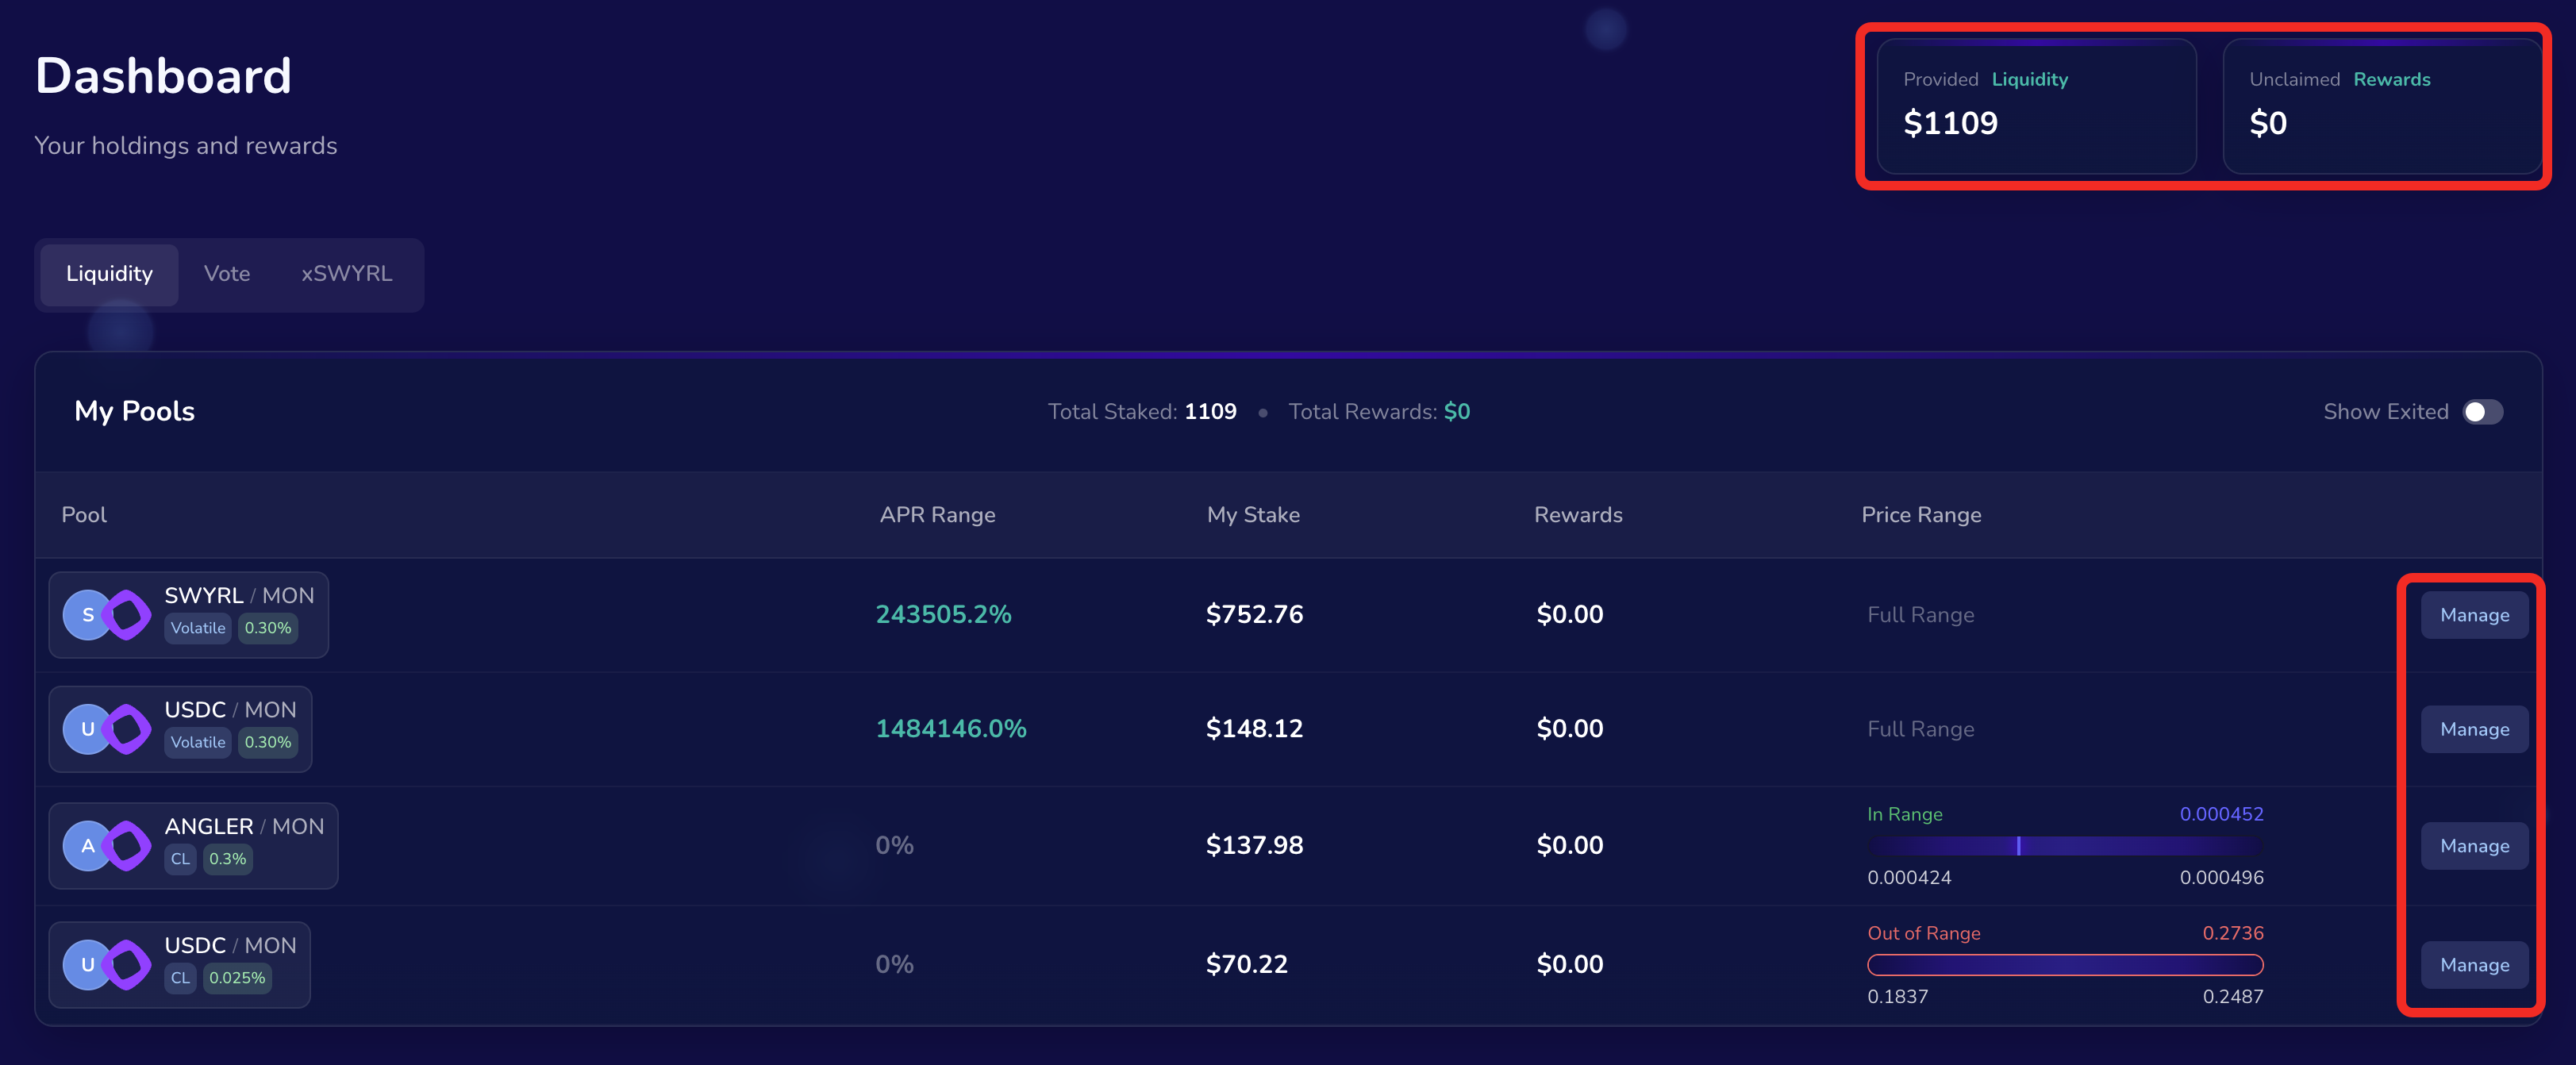 Dashboard
Your holdings and rewards
Provided Liquidity
$1109
Unclaimed Rewards
$0
Liquidity Vote xSWYRL
My Pools Total Staked: 1109 • Total Rewards: $0 Show Exited
Pool APR Range My Stake Rewards Price Range
S SWYRL / MON
Volatile 0.30%
243505.2% $752.76 $0.00 Full Range Manage
U USDC / MON
Volatile 0.30%
1484146.0% $148.12 $0.00 Full Range Manage
A ANGLER / MON
CL 0.3%
0% $137.98 $0.00
In Range 0.000452
0.000424 0.000496
Manage
U USDC / MON
CL 0.025%
0% $70.22 $0.00
Out of Range 0.2736
0.1837 0.2487
Manage